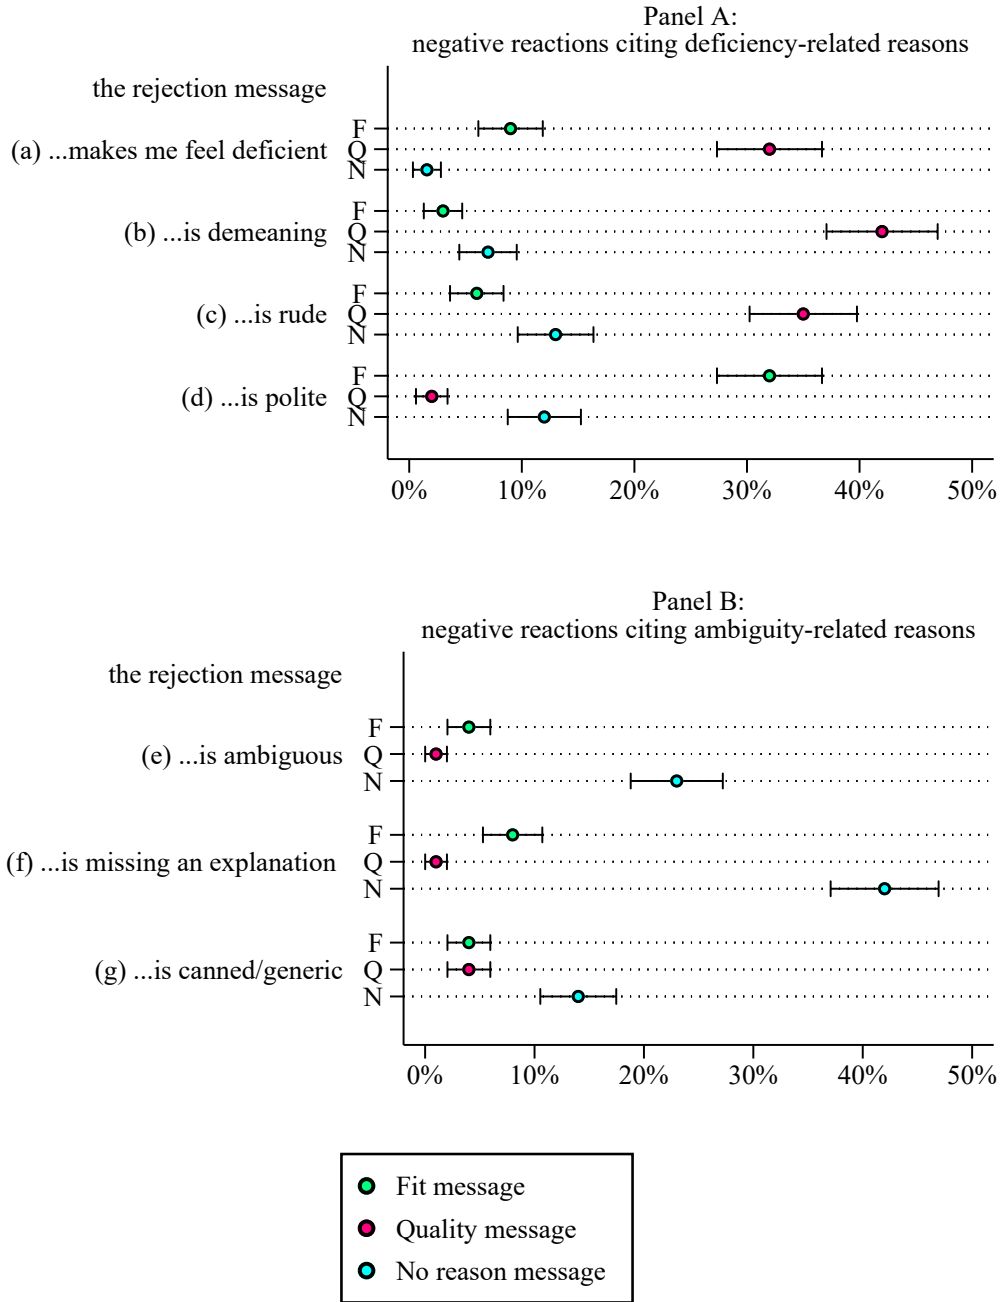 Panel A:
negative reactions citing deficiency-related reasons
the rejection message
F
(a) ...makes me feel deficient Q
N
F
(b) ...is demeaning Q
N
F
(c) ...is rude Q
N
F
(d) ...is polite Q
N
0% 10% 20% 30% 40% 50%
Panel B:
negative reactions citing ambiguity-related reasons
the rejection message
F
(e) ...is ambiguous Q
N
F
(f) ...is missing an explanation Q
N
F
(g) ...is canned/generic Q
N
0% 10% 20% 30% 40% 50%
Fit message
Quality message
No reason message